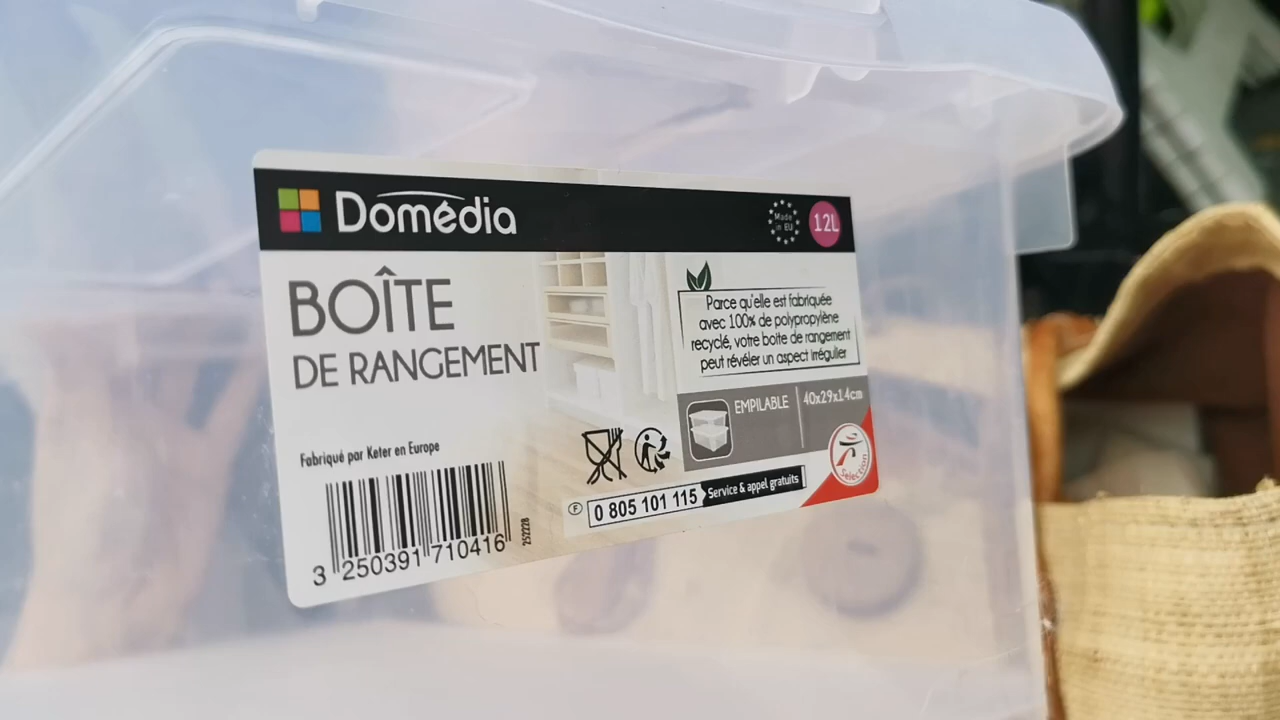 Domédia
Made
in EU
12L
BOÎTE
DE RANGEMENT
Parce qu'elle est fabriquée
avec 100% de polypropylène
recyclé, votre boite de rangement
peut révéler un aspect irrégulier
EMPILABLE
40x29x14cm
Fabriqué par Keter en Europe
Sélection
F
0 805 101 115
Service & appel gratuits
252228
3 250391 710416